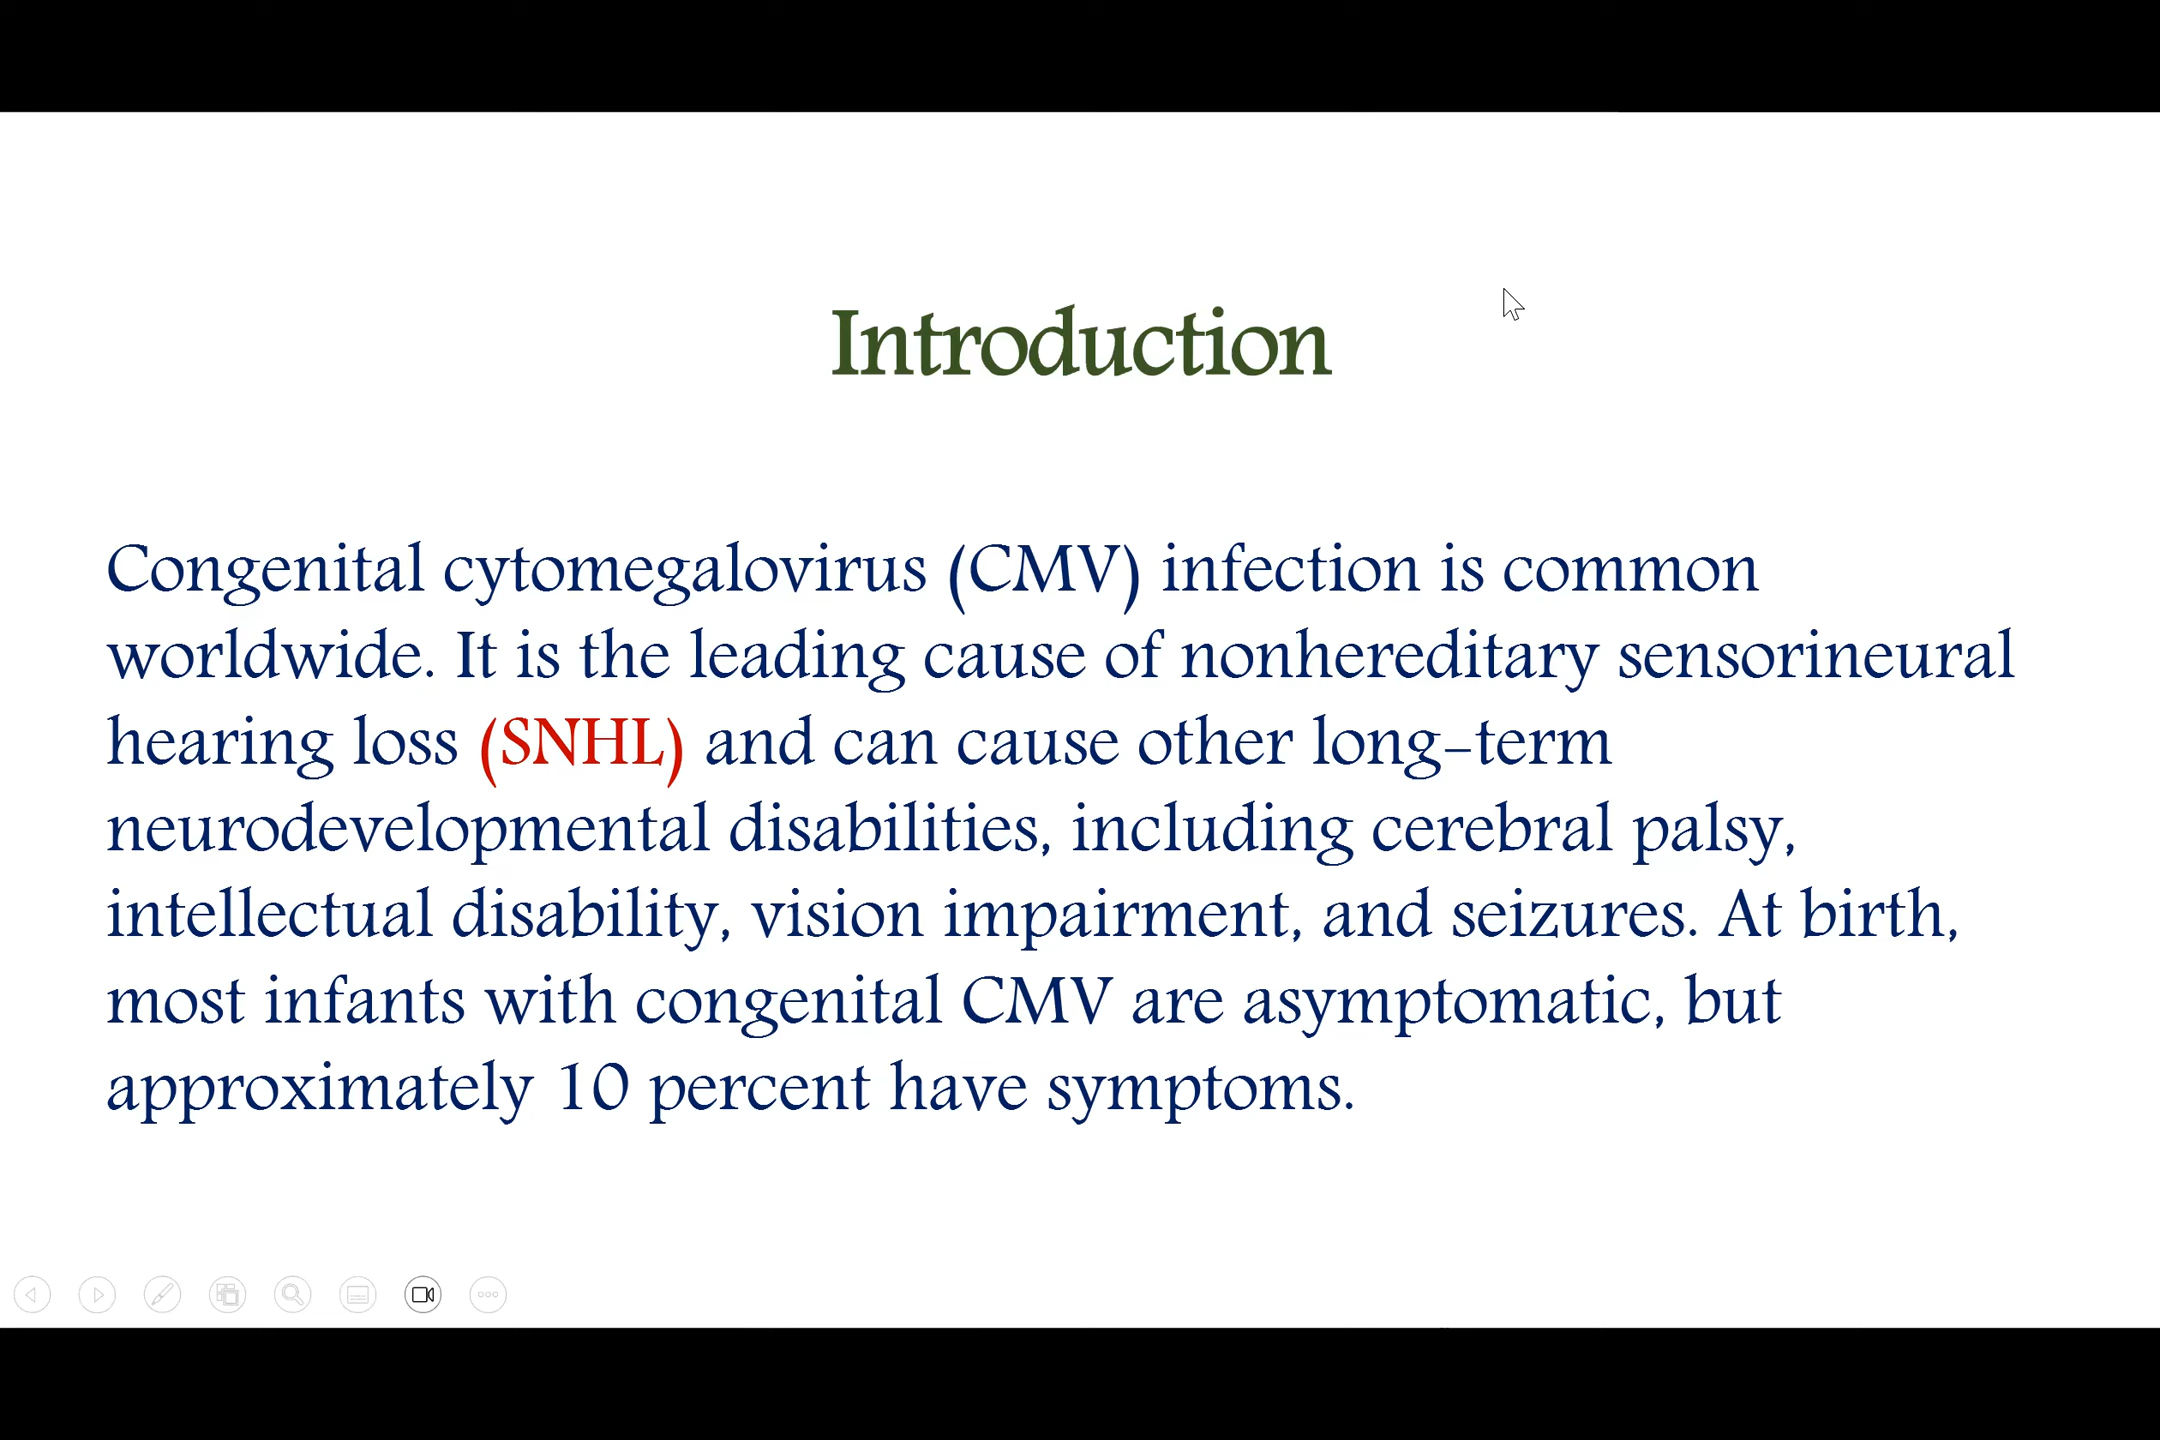 Introduction
Congenital cytomegalovirus (CMV) infection is common
worldwide. It is the leading cause of nonhereditary sensorineural
hearing loss (SNHL) and can cause other long-term
neurodevelopmental disabilities, including cerebral palsy,
intellectual disability, vision impairment, and seizures. At birth,
most infants with congenital CMV are asymptomatic, but
approximately 10 percent have symptoms.